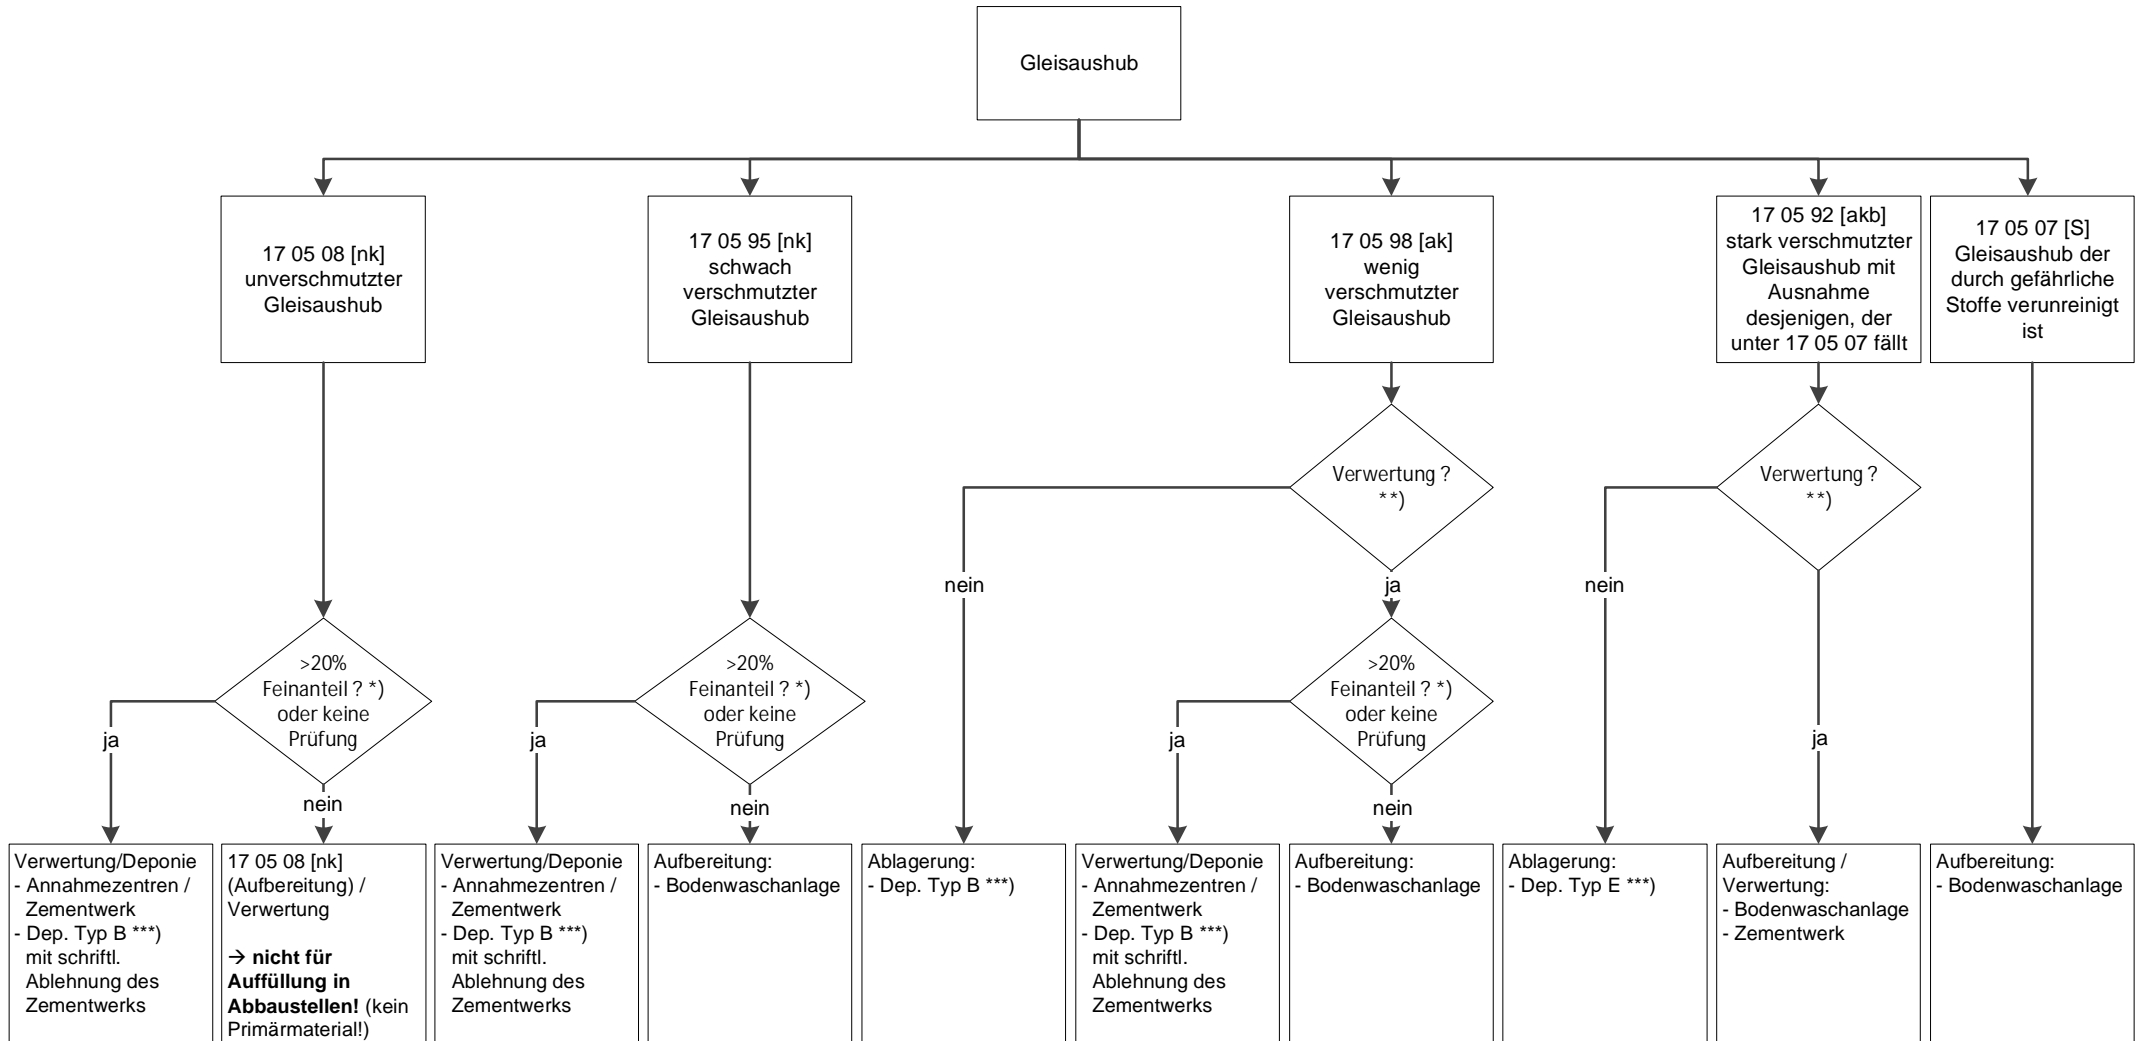 Gleisaushub
17 05 08 [nk]
unverschmutzter
Gleisaushub
17 05 95 [nk]
schwach
verschmutzter
Gleisaushub
17 05 98 [ak]
wenig
verschmutzter
Gleisaushub
17 05 92 [akb]
stark verschmutzter
Gleisaushub mit
Ausnahme
desjenigen, der
unter 17 05 07 fällt
17 05 07 [S]
Gleisaushub der
durch gefährliche
Stoffe verunreinigt
ist
Verwertung ?
**)
Verwertung ?
**)
nein
ja
nein
>20%
Feinanteil ? *)
oder keine
Prüfung
>20%
Feinanteil ? *)
oder keine
Prüfung
>20%
Feinanteil ? *)
oder keine
Prüfung
ja
ja
ja
ja
nein
nein
nein
Verwertung/Deponie
- Annahmezentren /
Zementwerk
- Dep. Typ B ***)
mit schriftl.
Ablehnung des
Zementwerks
17 05 08 [nk]
(Aufbereitung) /
Verwertung
→ nicht für
Auffüllung in
Abbaustellen! (kein
Primärmaterial!)
Verwertung/Deponie
- Annahmezentren /
Zementwerk
- Dep. Typ B ***)
mit schriftl.
Ablehnung des
Zementwerks
Aufbereitung:
- Bodenwaschanlage
Ablagerung:
- Dep. Typ B ***)
Verwertung/Deponie
- Annahmezentren /
Zementwerk
- Dep. Typ B ***)
mit schriftl.
Ablehnung des
Zementwerks
Aufbereitung:
- Bodenwaschanlage
Ablagerung:
- Dep. Typ E ***)
Aufbereitung /
Verwertung:
- Bodenwaschanlage
- Zementwerk
Aufbereitung:
- Bodenwaschanlage